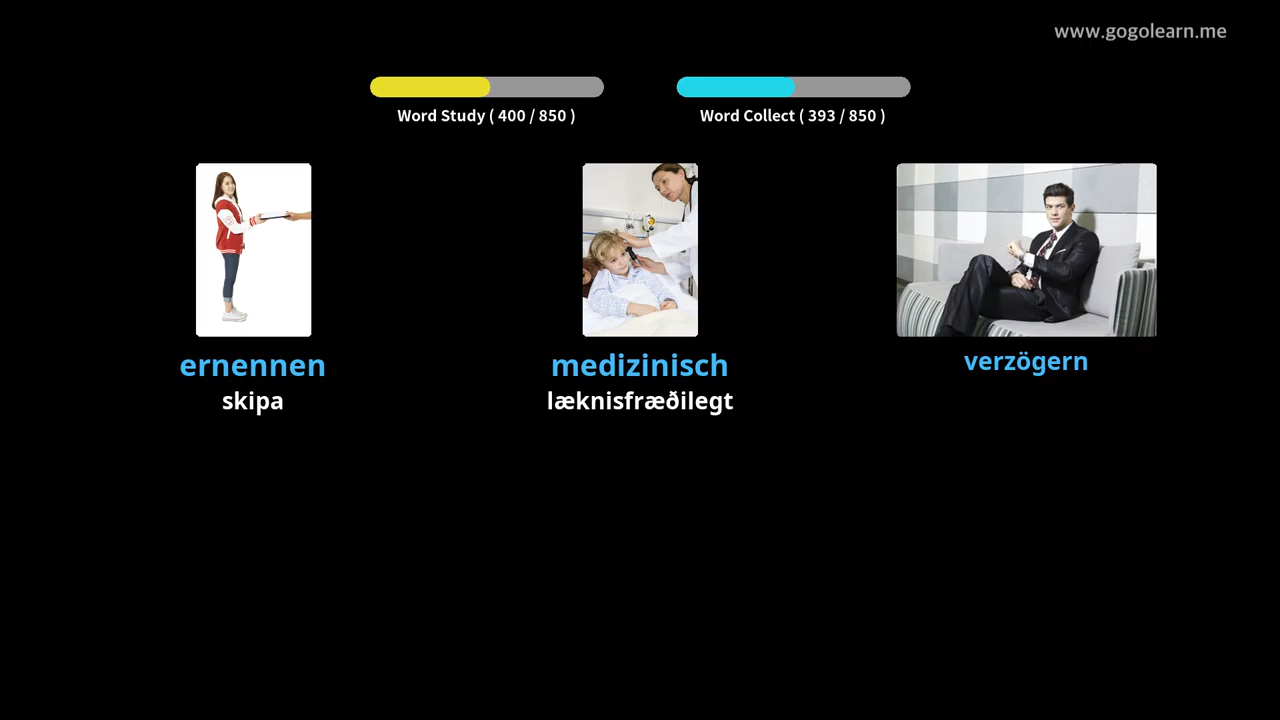 www.gogolearn.me
Word Study ( 400 / 850 )
Word Collect ( 393 / 850 )
ernennen
skipa
medizinisch
læknisfræðilegt
verzögern